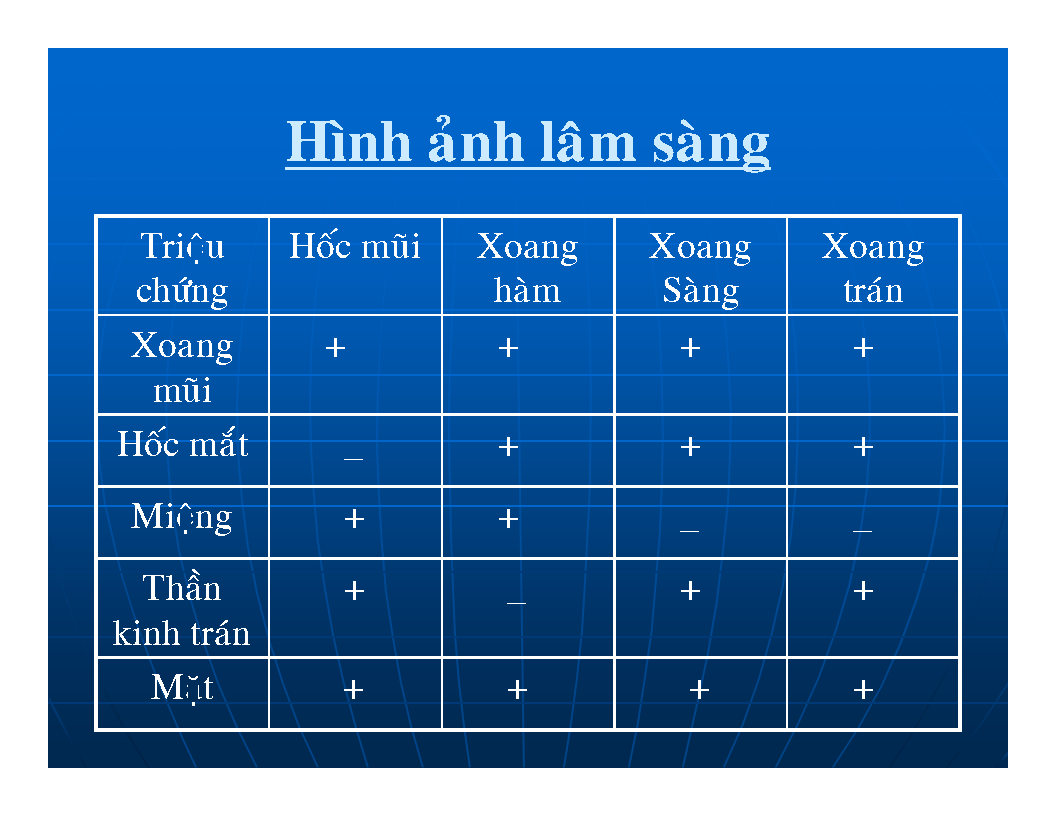 Hình ảnh lâm sàng
Triệu chứng Hốc mũi Xoang hàm Xoang Sàng Xoang trán
Xoang mũi + + + +
Hốc mắt _ + + +
Miệng + + _ _
Thần kinh trán + _ + +
Mặt + + + +